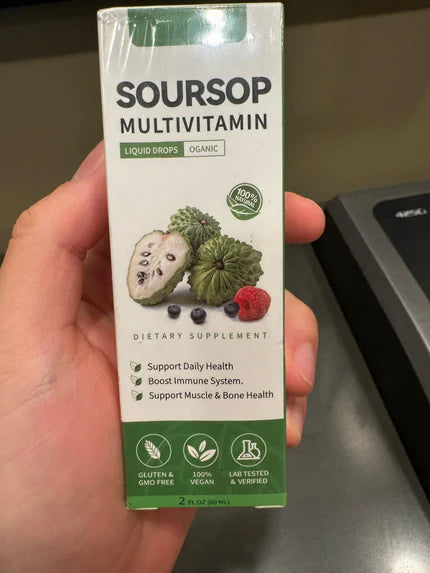 SOURSOP
MULTIVITAMIN
LIQUID DROPS OGANIC
100%
NATURAL
DIETARY SUPPLEMENT
Support Daily Health
Boost Immune System.
Support Muscle & Bone Health
GLUTEN &
GMO FREE
100%
VEGAN
LAB TESTED
& VERIFIED
2 FL OZ (60 ML)